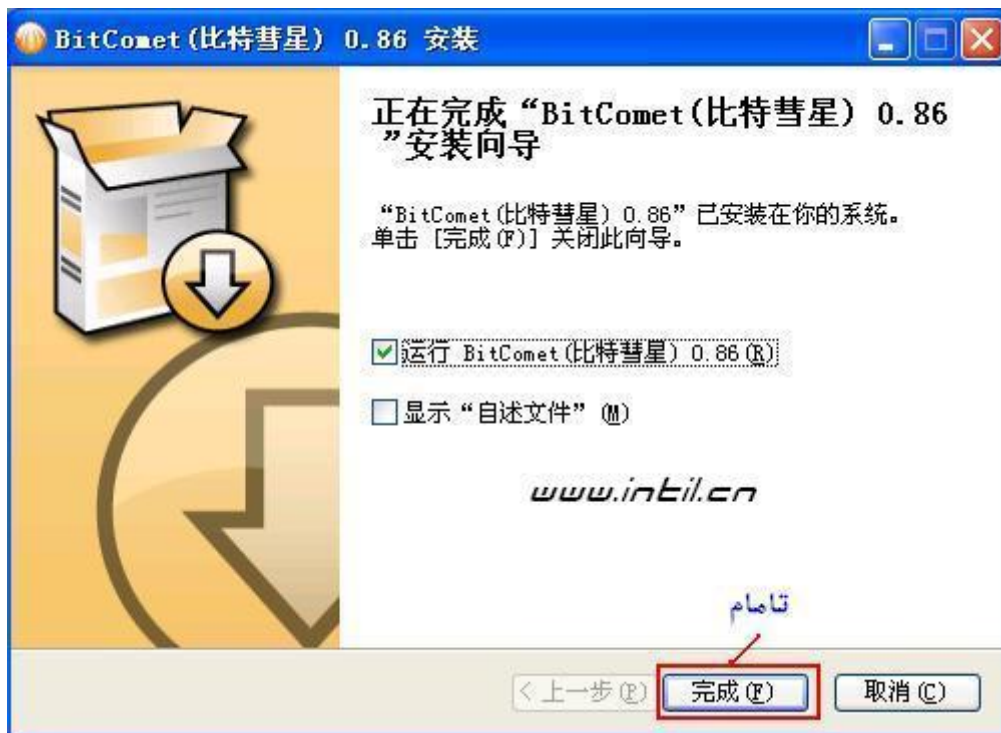 BitComet(比特彗星) 0.86 安装
正在完成“BitComet(比特彗星) 0.86
”安装向导
“BitComet(比特彗星) 0.86”已安装在你的系统。
单击 [完成(F)] 关闭此向导。
运行 BitComet(比特彗星) 0.86(R)
显示“自述文件” (M)
www.inbil.cn
تامام
< 上一步(P) 完成(F) 取消(C)